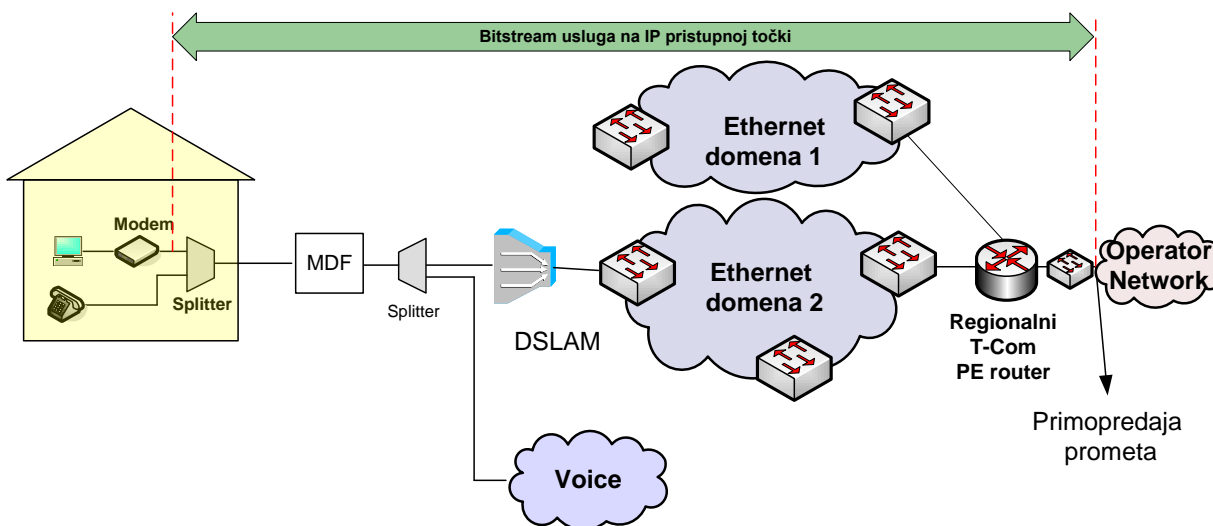 Bitstream usluga na IP pristupnoj točki
Ethernet
domena 1
Modem
Splitter
MDF
Splitter
DSLAM
Ethernet
domena 2
Regionalni
T-Com
PE router
Operator
Network
Primopredaja
prometa
Voice